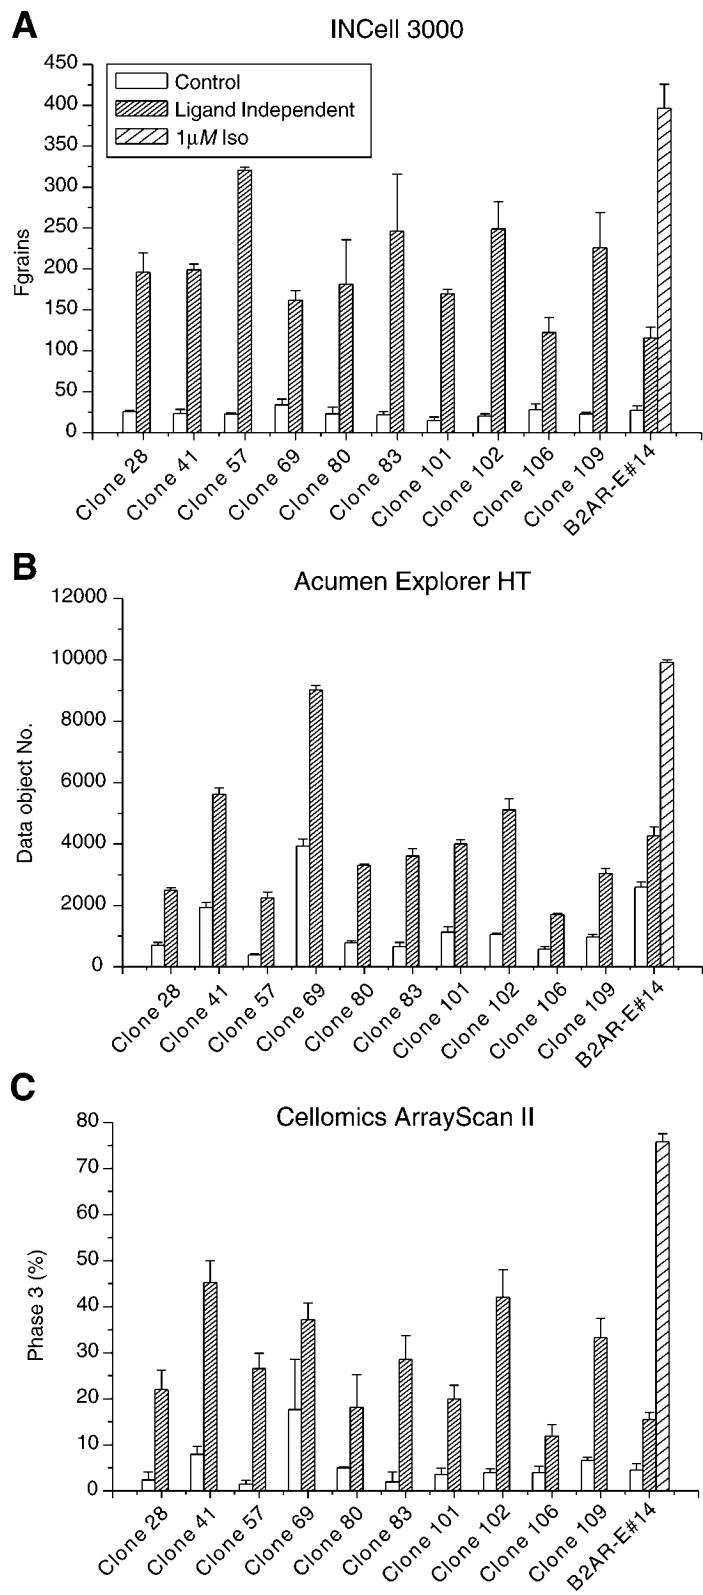 A
INCell 3000
450
400
350
300
250
200
150
100
50
0
Fgrains
Control
Ligand Independent
1μM Iso
Clone 28
Clone 41
Clone 57
Clone 69
Clone 80
Clone 83
Clone 101
Clone 102
Clone 106
Clone 109
B2AR-E#14
B
Acumen Explorer HT
12000
10000
8000
6000
4000
2000
0
Data object No.
Clone 28
Clone 41
Clone 57
Clone 69
Clone 80
Clone 83
Clone 101
Clone 102
Clone 106
Clone 109
B2AR-E#14
C
Cellomics ArrayScan II
80
70
60
50
40
30
20
10
0
Phase 3 (%)
Clone 28
Clone 41
Clone 57
Clone 69
Clone 80
Clone 83
Clone 101
Clone 102
Clone 106
Clone 109
B2AR-E#14